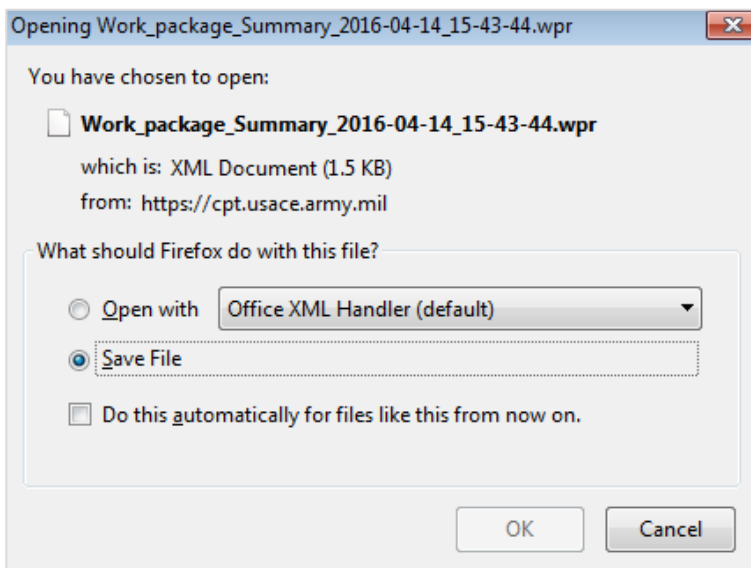 Opening Work_package_Summary_2016-04-14_15-43-44.wpr
You have chosen to open:
Work_package_Summary_2016-04-14_15-43-44.wpr
which is: XML Document (1.5 KB)
from: https://cpt.usace.army.mil
What should Firefox do with this file?
Open with Office XML Handler (default)
Save File
Do this automatically for files like this from now on.
OK Cancel